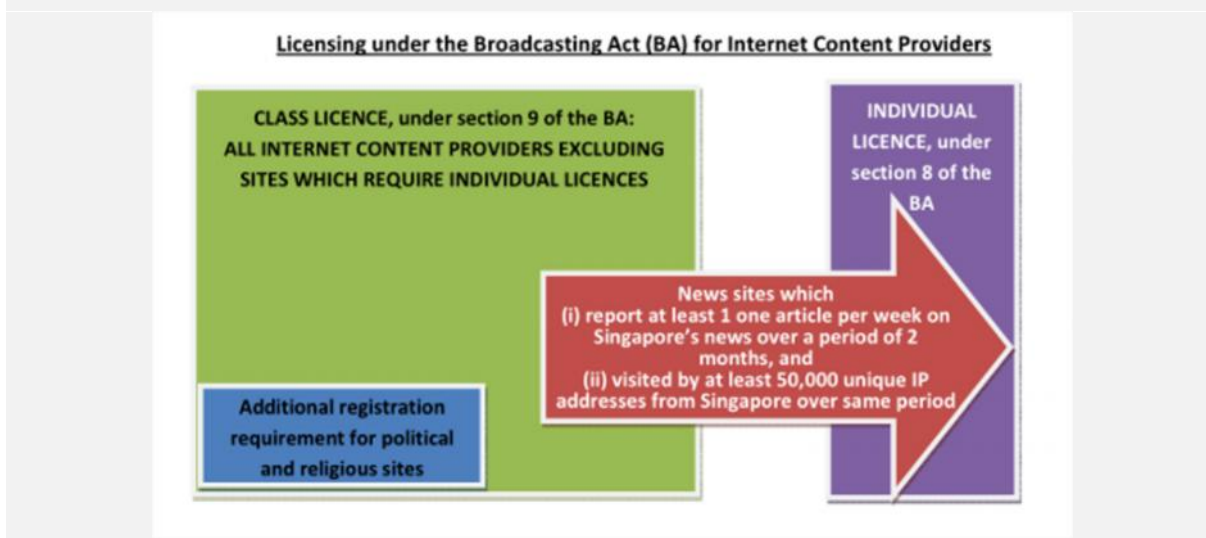 Licensing under the Broadcasting Act (BA) for Internet Content Providers
CLASS LICENCE, under section 9 of the BA:
ALL INTERNET CONTENT PROVIDERS EXCLUDING
SITES WHICH REQUIRE INDIVIDUAL LICENCES
INDIVIDUAL
LICENCE, under
section 8 of the
BA
News sites which
(i) report at least 1 one article per week on
Singapore's news over a period of 2
months, and
(ii) visited by at least 50,000 unique IP
addresses from Singapore over same period
Additional registration
requirement for political
and religious sites